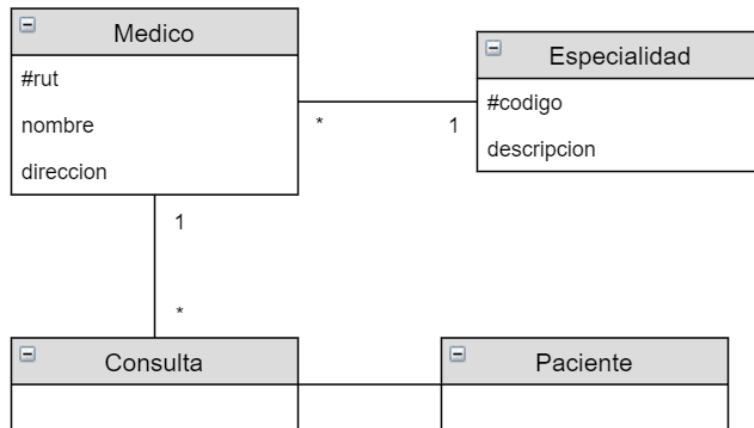 Medico
#rut
nombre
direccion
Especialidad
#codigo
descripcion
*
1
1
*
Consulta
Paciente